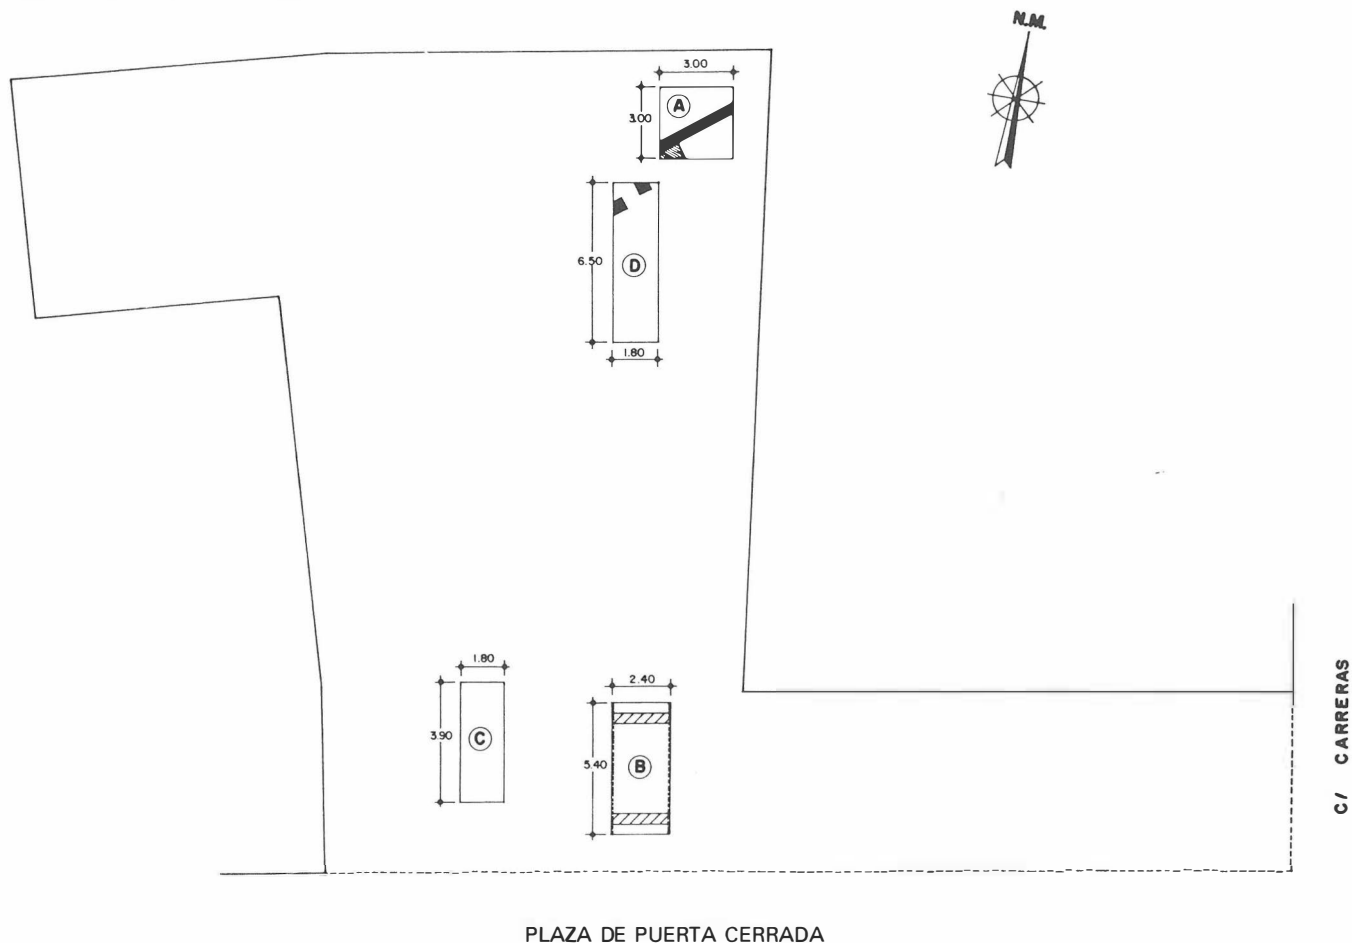 N.M.
3.00
A
3.00
D
6.50
1.80
1.80
2.40
3.90
C
5.40
B
C/ CARRERAS
PLAZA DE PUERTA CERRADA